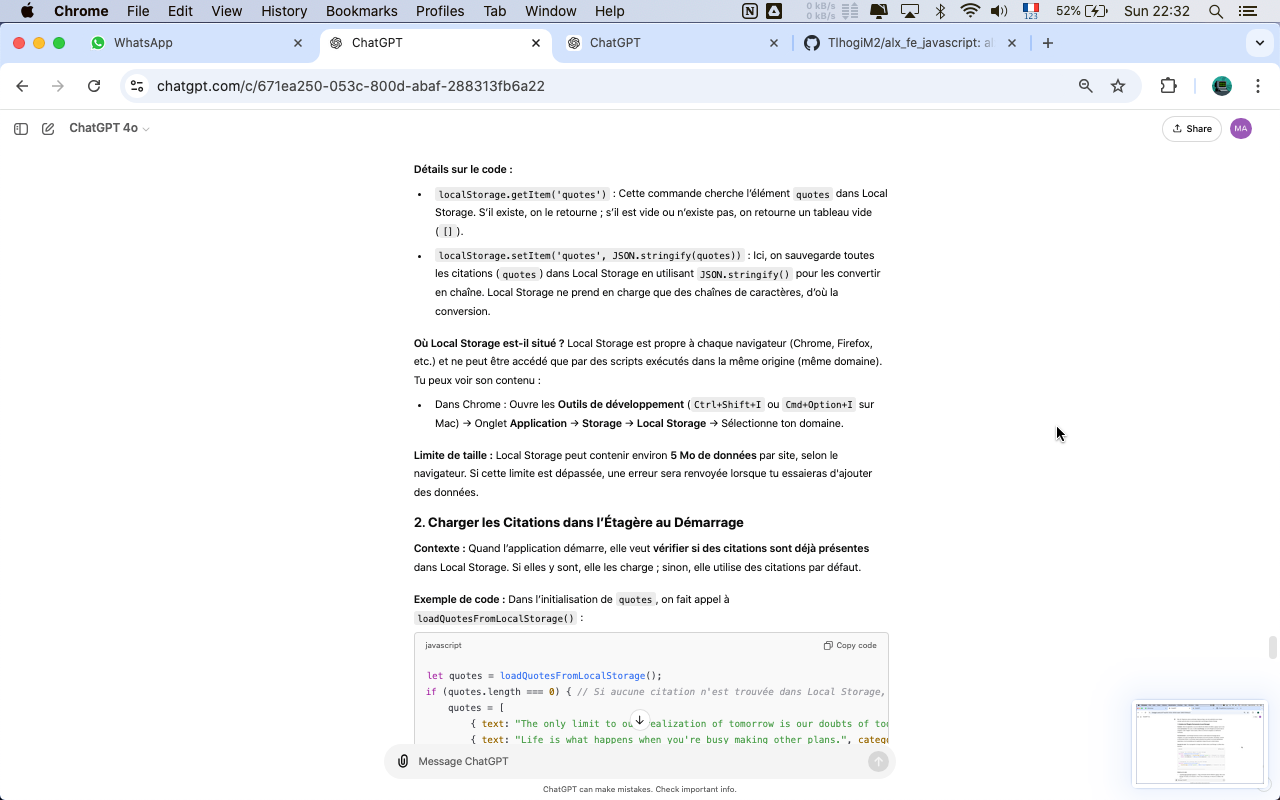 Chrome File Edit View History Bookmarks Profiles Tab Window Help 0 kB/s 0 kB/s 123 52% Sun 22:32
WhatsApp ChatGPT ChatGPT TlhogiM2/alx_fe_javascript: al
chatgpt.com/c/671ea250-053c-800d-abaf-288313fb6a22
ChatGPT 4o Share MA
Détails sur le code :
• localStorage.getItem('quotes') : Cette commande cherche l’élément quotes dans Local
Storage. S’il existe, on le retourne ; s’il est vide ou n’existe pas, on retourne un tableau vide
( [] ).
• localStorage.setItem('quotes', JSON.stringify(quotes)) : Ici, on sauvegarde toutes
les citations ( quotes ) dans Local Storage en utilisant JSON.stringify() pour les convertir
en chaîne. Local Storage ne prend en charge que des chaînes de caractères, d’où la
conversion.
Où Local Storage est-il situé ? Local Storage est propre à chaque navigateur (Chrome, Firefox,
etc.) et ne peut être accédé que par des scripts exécutés dans la même origine (même domaine).
Tu peux voir son contenu :
• Dans Chrome : Ouvre les Outils de développement ( Ctrl+Shift+I ou Cmd+Option+I sur
Mac) → Onglet Application → Storage → Local Storage → Sélectionne ton domaine.
Limite de taille : Local Storage peut contenir environ 5 Mo de données par site, selon le
navigateur. Si cette limite est dépassée, une erreur sera renvoyée lorsque tu essaieras d'ajouter
des données.
2. Charger les Citations dans l’Étagère au Démarrage
Contexte : Quand l’application démarre, elle veut vérifier si des citations sont déjà présentes
dans Local Storage. Si elles y sont, elle les charge ; sinon, elle utilise des citations par défaut.
Exemple de code : Dans l’initialisation de quotes , on fait appel à
loadQuotesFromLocalStorage() :
javascript Copy code
let quotes = loadQuotesFromLocalStorage();
if (quotes.length === 0) { // Si aucune citation n'est trouvée dans Local Storage,
quotes = [
{ text: "The only limit to our realization of tomorrow is our doubts of to
{ text: "Life is what happens when you're busy making other plans.", categ
Message ChatGPT
ChatGPT can make mistakes. Check important info.